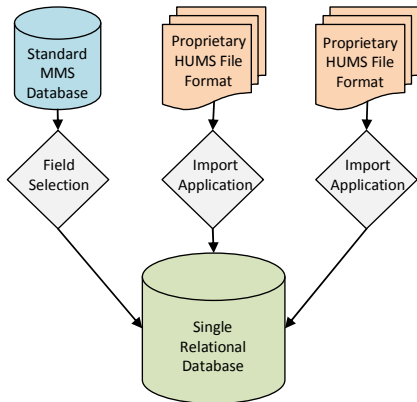 Standard
MMS
Database
Proprietary
HUMS File
Format
Proprietary
HUMS File
Format
Field
Selection
Import
Application
Import
Application
Single
Relational
Database